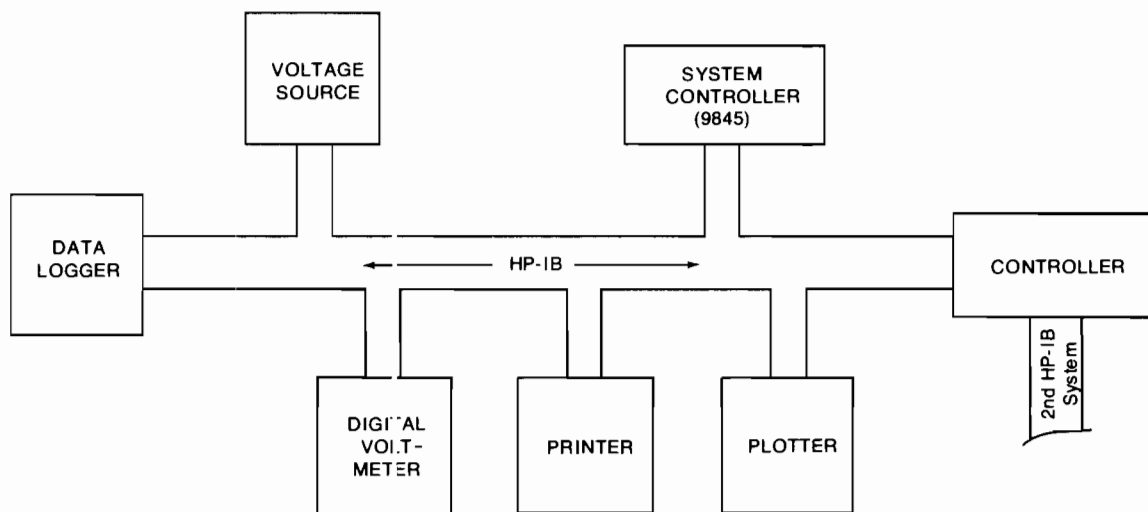 VOLTAGE
SOURCE
SYSTEM
CONTROLLER
(9845)
DATA
LOGGER
HP-IB
CONTROLLER
2nd HP-IB
System
DIGITAL
VOLT-
METER
PRINTER
PLOTTER